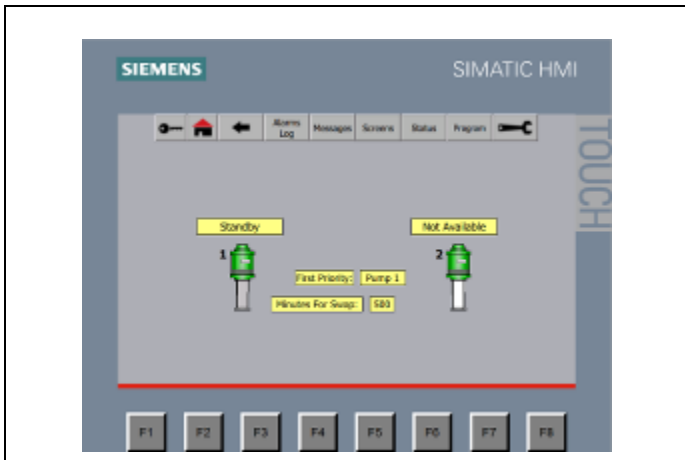 SIEMENS
SIMATIC HMI
TOUCH
Alarms
Log
Messages
Screens
Status
Program
Standby
Not Available
1
2
First Priority:
Pump 1
Minutes For Swap:
500
F1
F2
F3
F4
F5
F6
F7
F8